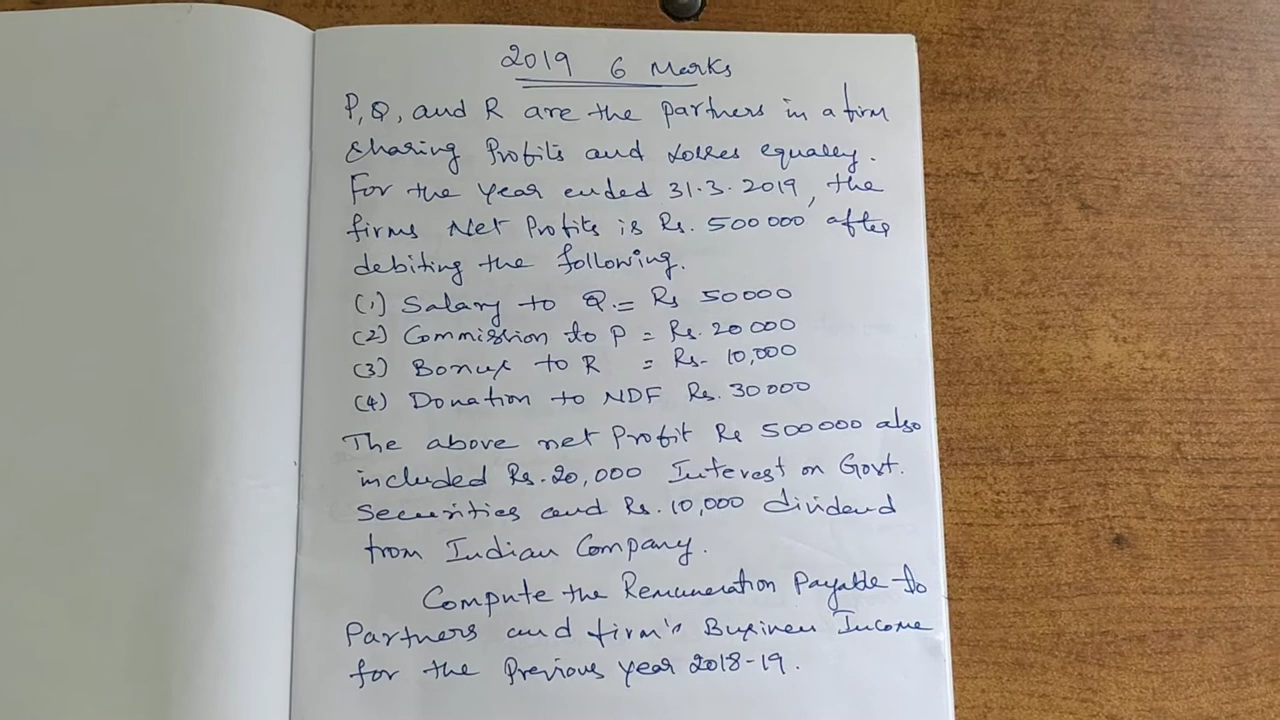 2019 6 Marks
P, Q, and R are the partners in a firm
sharing Profits and Losses equally.
For the year ended 31.3.2019, the
firms Net Profits is Rs. 500000 after
debiting the following.
(1) Salary to Q = Rs 50000
(2) Commission to P = Rs. 20000
(3) Bonus to R = Rs- 10,000
(4) Donation to NDF Rs. 30000
The above net Profit Rs 500000 also
included Rs. 20,000 Interest on Govt.
Securities and Rs. 10,000 dividend
from Indian Company.
Compute the Remuneration Payable to
Partners and firm's Business Income
for the Previous year 2018-19.